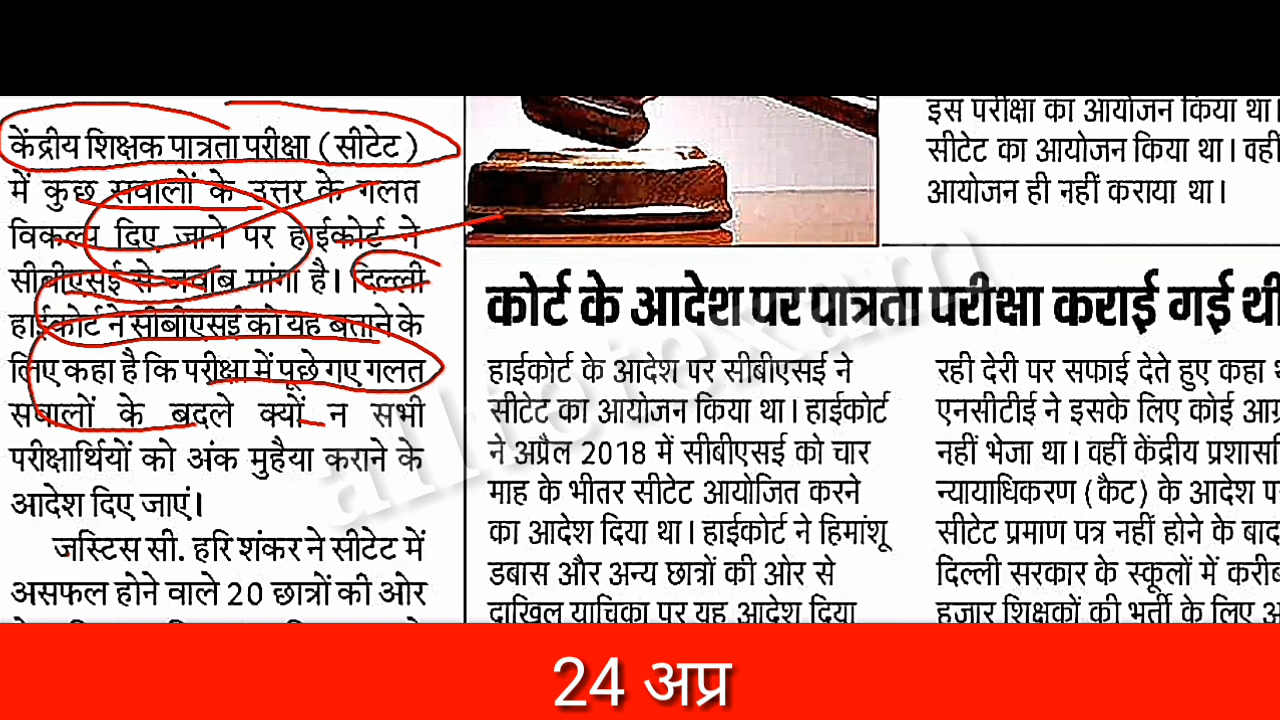 केंद्रीय शिक्षक पात्रता परीक्षा (सीटेट)
में कुछ सवालों के उत्तर के गलत
विकल्प दिए जाने पर हाईकोर्ट ने
सीबीएसई से जवाब मांगा है। दिल्ली
हाईकोर्ट ने सीबीएसई को यह बताने के
लिए कहा है कि परीक्षा में पूछे गए गलत
सवालों के बदले क्यों न सभी
परीक्षार्थियों को अंक मुहैया कराने के
आदेश दिए जाएं।
जस्टिस सी. हरि शंकर ने सीटेट में
असफल होने वाले 20 छात्रों की ओर
इस परीक्षा का आयोजन किया था।
सीटेट का आयोजन किया था। वही
आयोजन ही नहीं कराया था।
कोर्ट के आदेश पर पात्रता परीक्षा कराई गई थी
हाईकोर्ट के आदेश पर सीबीएसई ने
सीटेट का आयोजन किया था। हाईकोर्ट
ने अप्रैल 2018 में सीबीएसई को चार
माह के भीतर सीटेट आयोजित करने
का आदेश दिया था। हाईकोर्ट ने हिमांशू
डबास और अन्य छात्रों की ओर से
दाखिल याचिका पर यह आदेश दिया
रही देरी पर सफाई देते हुए कहा
एनसीटीई ने इसके लिए कोई
नहीं भेजा था। वहीं केंद्रीय प्रशासी
न्यायाधिकरण (कैट) के आदेश
सीटेट प्रमाण पत्र नहीं होने के बाद
दिल्ली सरकार के स्कूलों में करीब
हजार शिक्षकों की भर्ती के लिए
24 अप्र